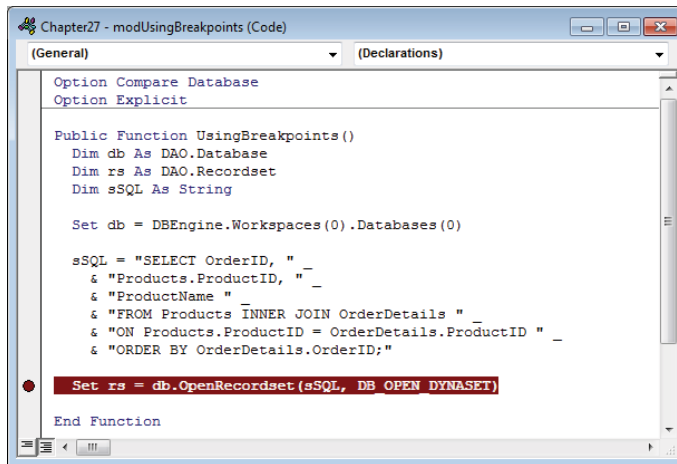 Chapter27 - modUsingBreakpoints (Code)
(General) (Declarations)
Option Compare Database
Option Explicit
Public Function UsingBreakpoints()
Dim db As DAO.Database
Dim rs As DAO.Recordset
Dim sSQL As String
Set db = DBEngine.Workspaces(0).Databases(0)
sSQL = "SELECT OrderID, " _
& "Products.ProductID, " _
& "ProductName " _
& "FROM Products INNER JOIN OrderDetails " _
& "ON Products.ProductID = OrderDetails.ProductID " _
& "ORDER BY OrderDetails.OrderID;"
Set rs = db.OpenRecordset(sSQL, DB_OPEN_DYNASET)
End Function